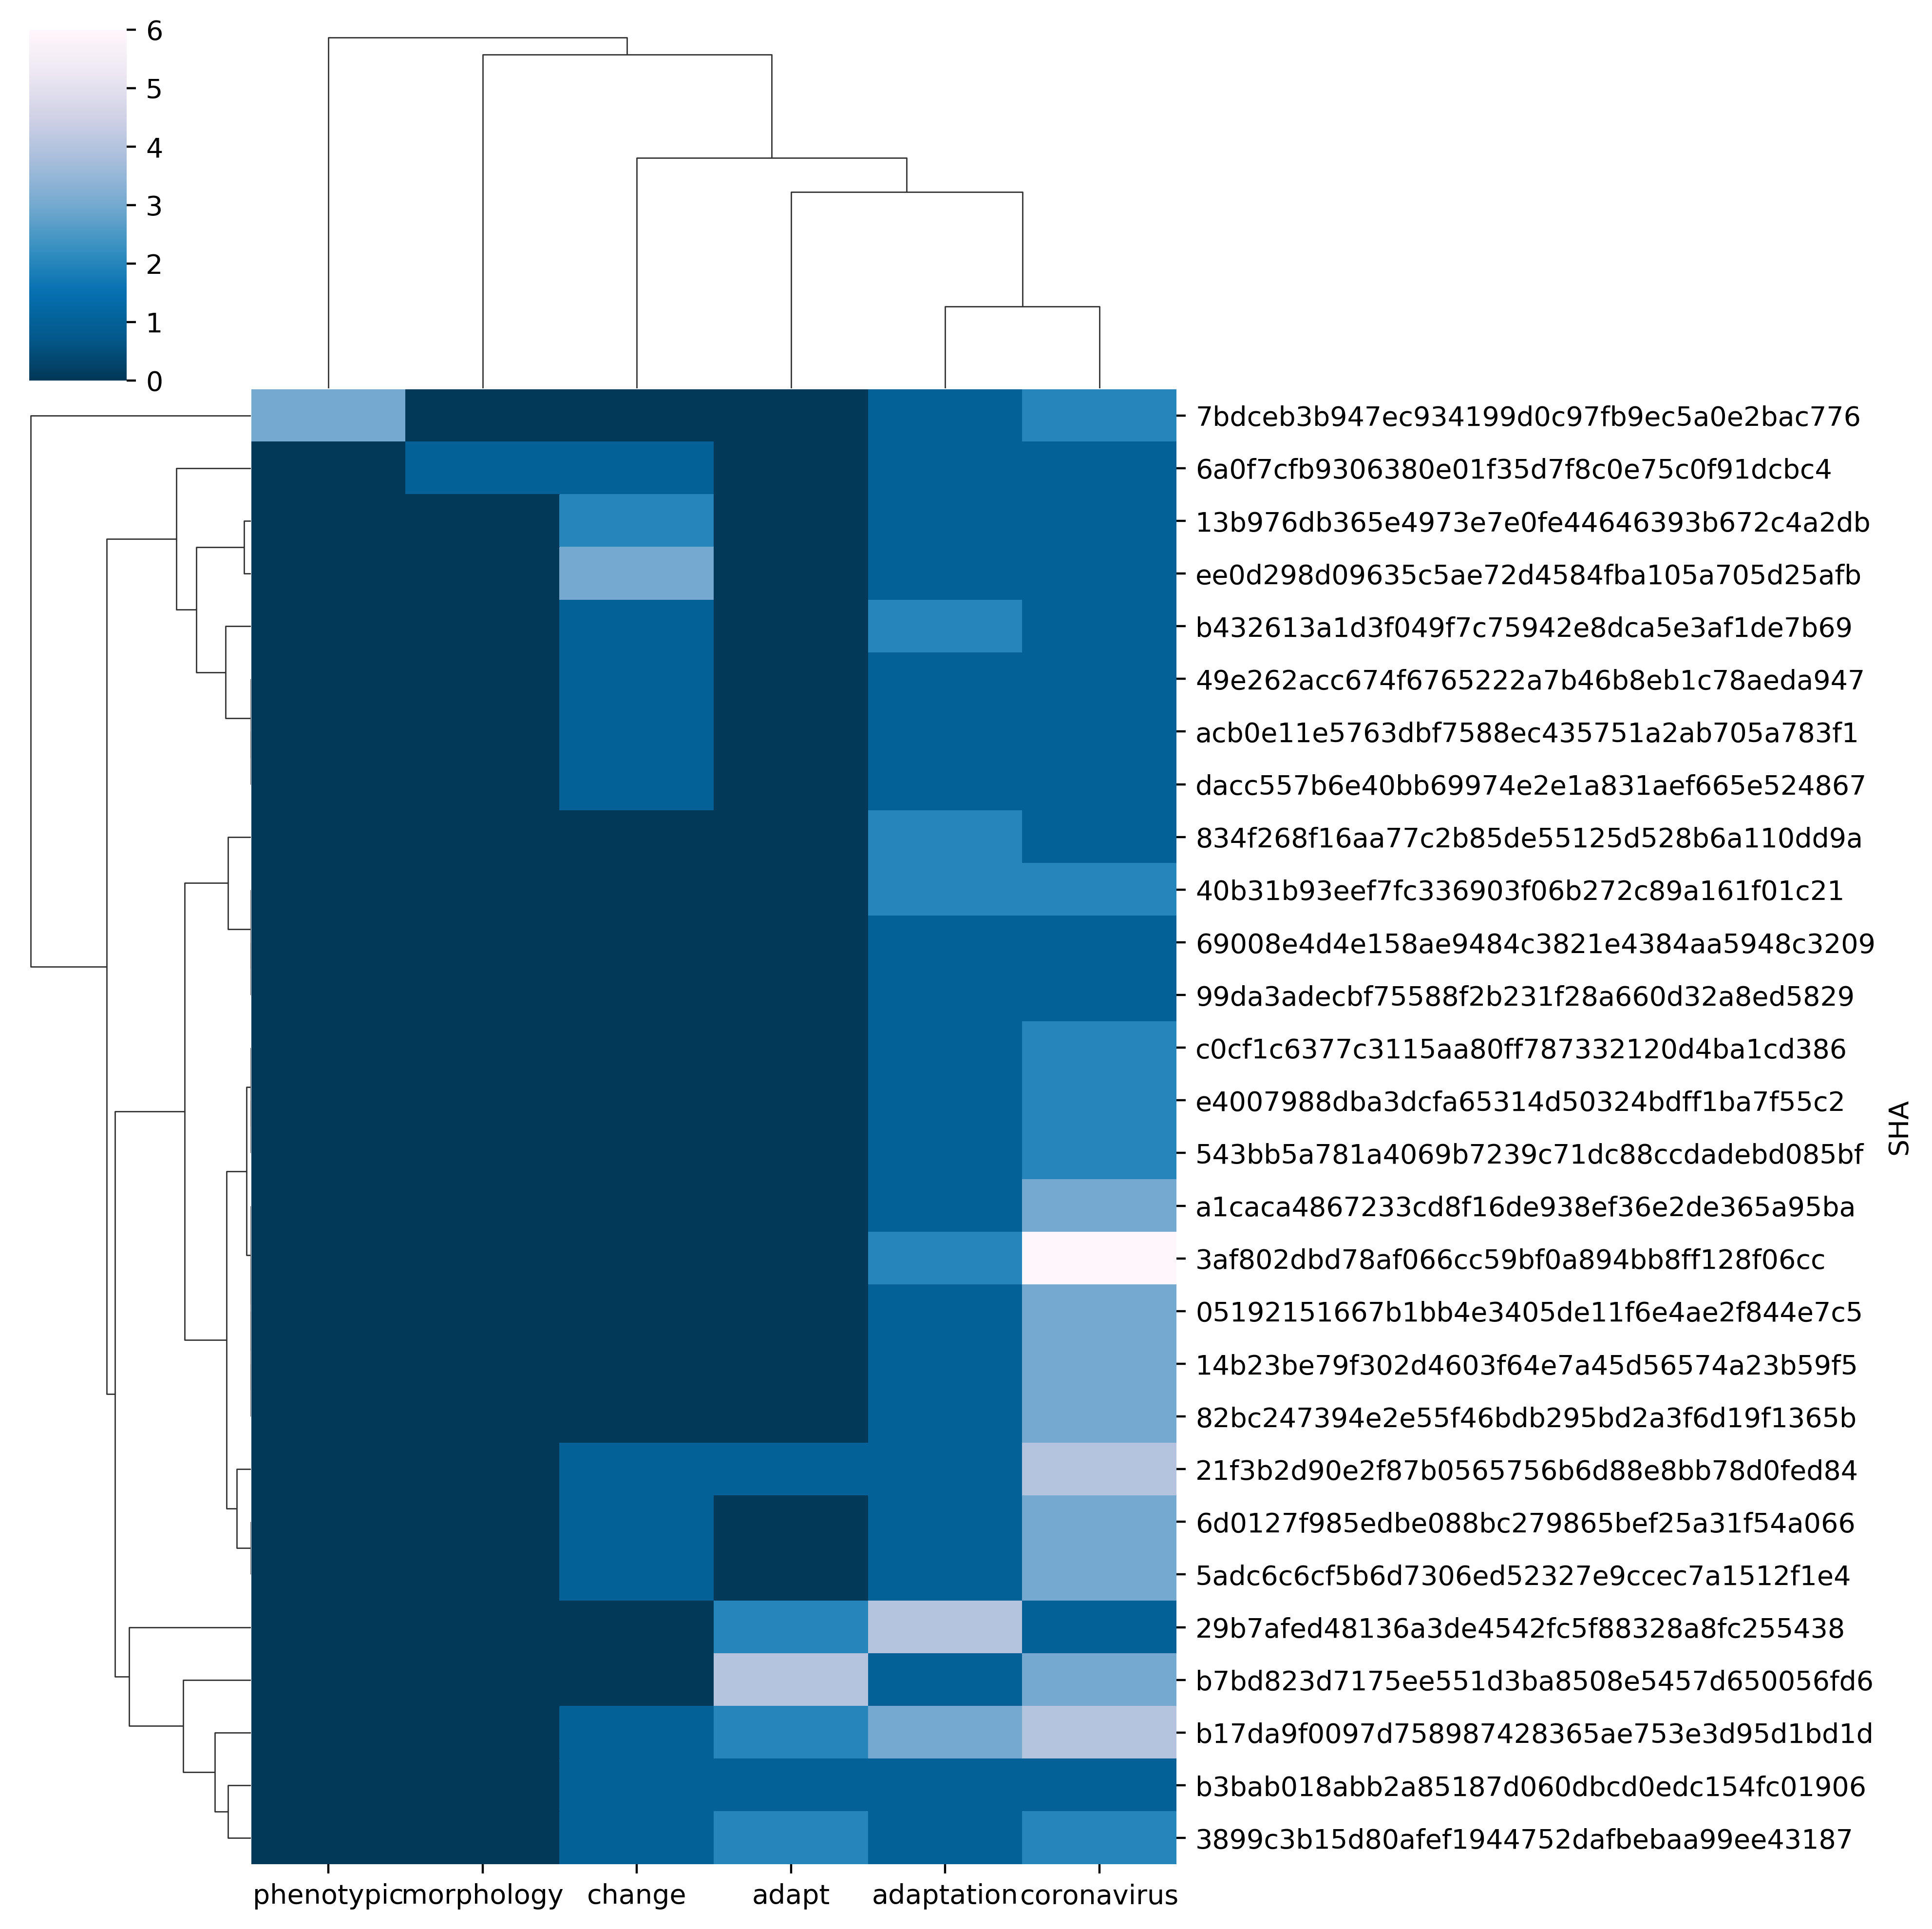 6
5
4
3
2
1
0
7bdceb3b947ec934199d0c97fb9ec5a0e2bac776
6a0f7cfb9306380e01f35d7f8c0e75c0f91dcbc4
13b976db365e4973e7e0fe44646393b672c4a2db
ee0d298d09635c5ae72d4584fba105a705d25afb
b432613a1d3f049f7c75942e8dca5e3af1de7b69
49e262acc674f6765222a7b46b8eb1c78aeda947
acb0e11e5763dbf7588ec435751a2ab705a783f1
dacc557b6e40bb69974e2e1a831aef665e524867
834f268f16aa77c2b85de55125d528b6a110dd9a
40b31b93eef7fc336903f06b272c89a161f01c21
69008e4d4e158ae9484c3821e4384aa5948c3209
99da3adecbf75588f2b231f28a660d32a8ed5829
c0cf1c6377c3115aa80ff787332120d4ba1cd386
e4007988dba3dcfa65314d50324bdff1ba7f55c2
543bb5a781a4069b7239c71dc88ccdadebd085bf
a1caca4867233cd8f16de938ef36e2de365a95ba
3af802dbd78af066cc59bf0a894bb8ff128f06cc
05192151667b1bb4e3405de11f6e4ae2f844e7c5
14b23be79f302d4603f64e7a45d56574a23b59f5
82bc247394e2e55f46bdb295bd2a3f6d19f1365b
21f3b2d90e2f87b0565756b6d88e8bb78d0fed84
6d0127f985edbe088bc279865bef25a31f54a066
5adc6c6cf5b6d7306ed52327e9ccec7a1512f1e4
29b7afed48136a3de4542fc5f88328a8fc255438
b7bd823d7175ee551d3ba8508e5457d650056fd6
b17da9f0097d758987428365ae753e3d95d1bd1d
b3bab018abb2a85187d060dbcd0edc154fc01906
3899c3b15d80afef1944752dafbebaa99ee43187
SHA
phenotypic morphology change adapt adaptation coronavirus